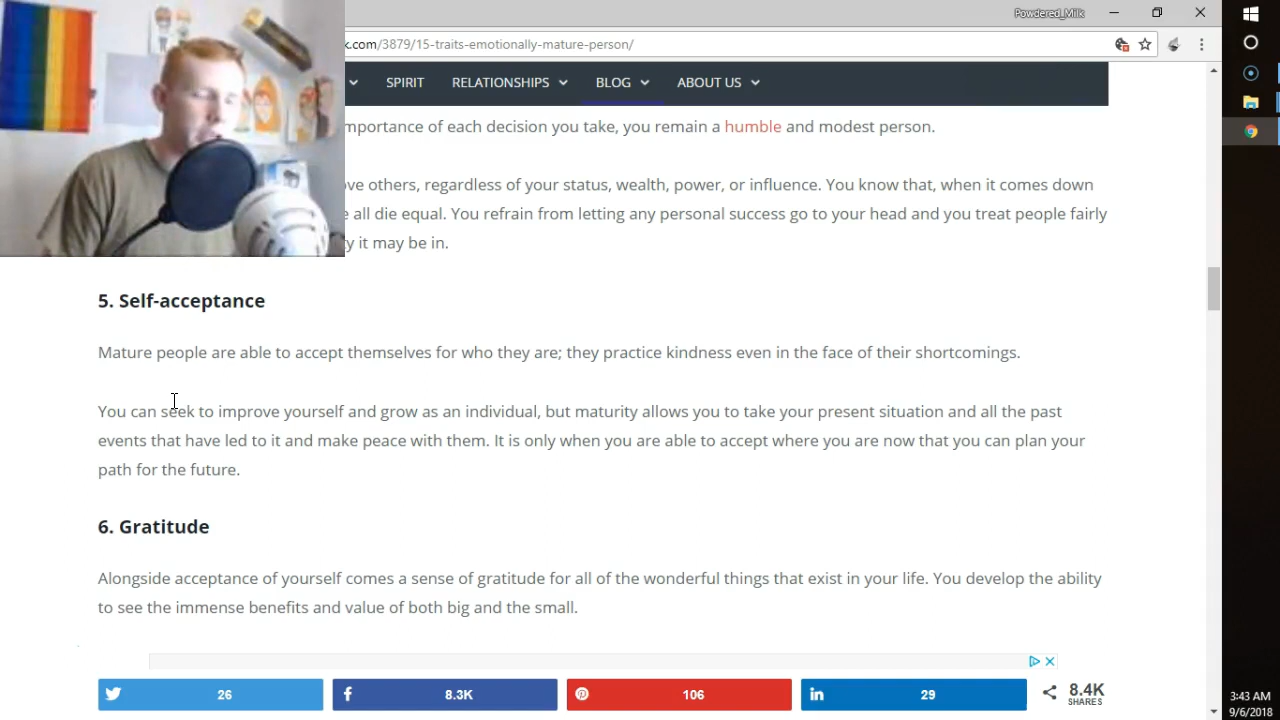 Powdered_Milk
k.com/3879/15-traits-emotionally-mature-person/
SPIRIT RELATIONSHIPS BLOG ABOUT US
mportance of each decision you take, you remain a humble and modest person.
ve others, regardless of your status, wealth, power, or influence. You know that, when it comes down
e all die equal. You refrain from letting any personal success go to your head and you treat people fairly
ty it may be in.
5. Self-acceptance
Mature people are able to accept themselves for who they are; they practice kindness even in the face of their shortcomings.
You can seek to improve yourself and grow as an individual, but maturity allows you to take your present situation and all the past
events that have led to it and make peace with them. It is only when you are able to accept where you are now that you can plan your
path for the future.
6. Gratitude
Alongside acceptance of yourself comes a sense of gratitude for all of the wonderful things that exist in your life. You develop the ability
to see the immense benefits and value of both big and the small.
26 8.3K 106 29 8.4K
SHARES
3:43 AM
9/6/2018